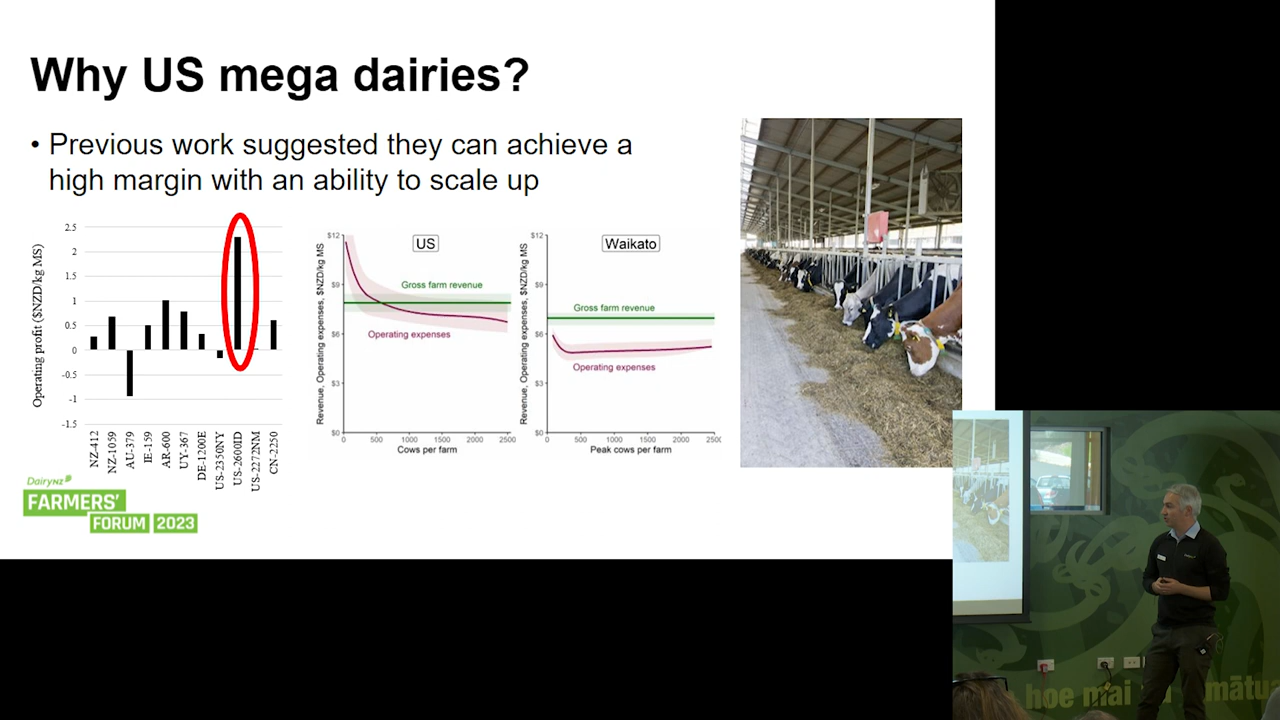 Why US mega dairies?
• Previous work suggested they can achieve a
high margin with an ability to scale up
Operating profit ($NZD/kg MS)
2.5
2
1.5
1
0.5
0
-0.5
-1
-1.5
NZ-412
NZ-1059
AU-379
IE-159
AR-600
UY-367
DE-1200E
US-2350NY
US-2600ID
US-2272NM
CN-2250
US
Revenue, Operating expenses, $NZD/kg MS
$12
$9
$6
$3
$0
Gross farm revenue
Operating expenses
0 500 1000 1500 2000 2500
Cows per farm
Waikato
Revenue, Operating expenses, $NZD/kg MS
$12
$9
$6
$3
$0
Gross farm revenue
Operating expenses
0 500 1000 1500 2000 250
Peak cows per farm
DairyNZ
FARMERS'
FORUM 2023
hoe mai